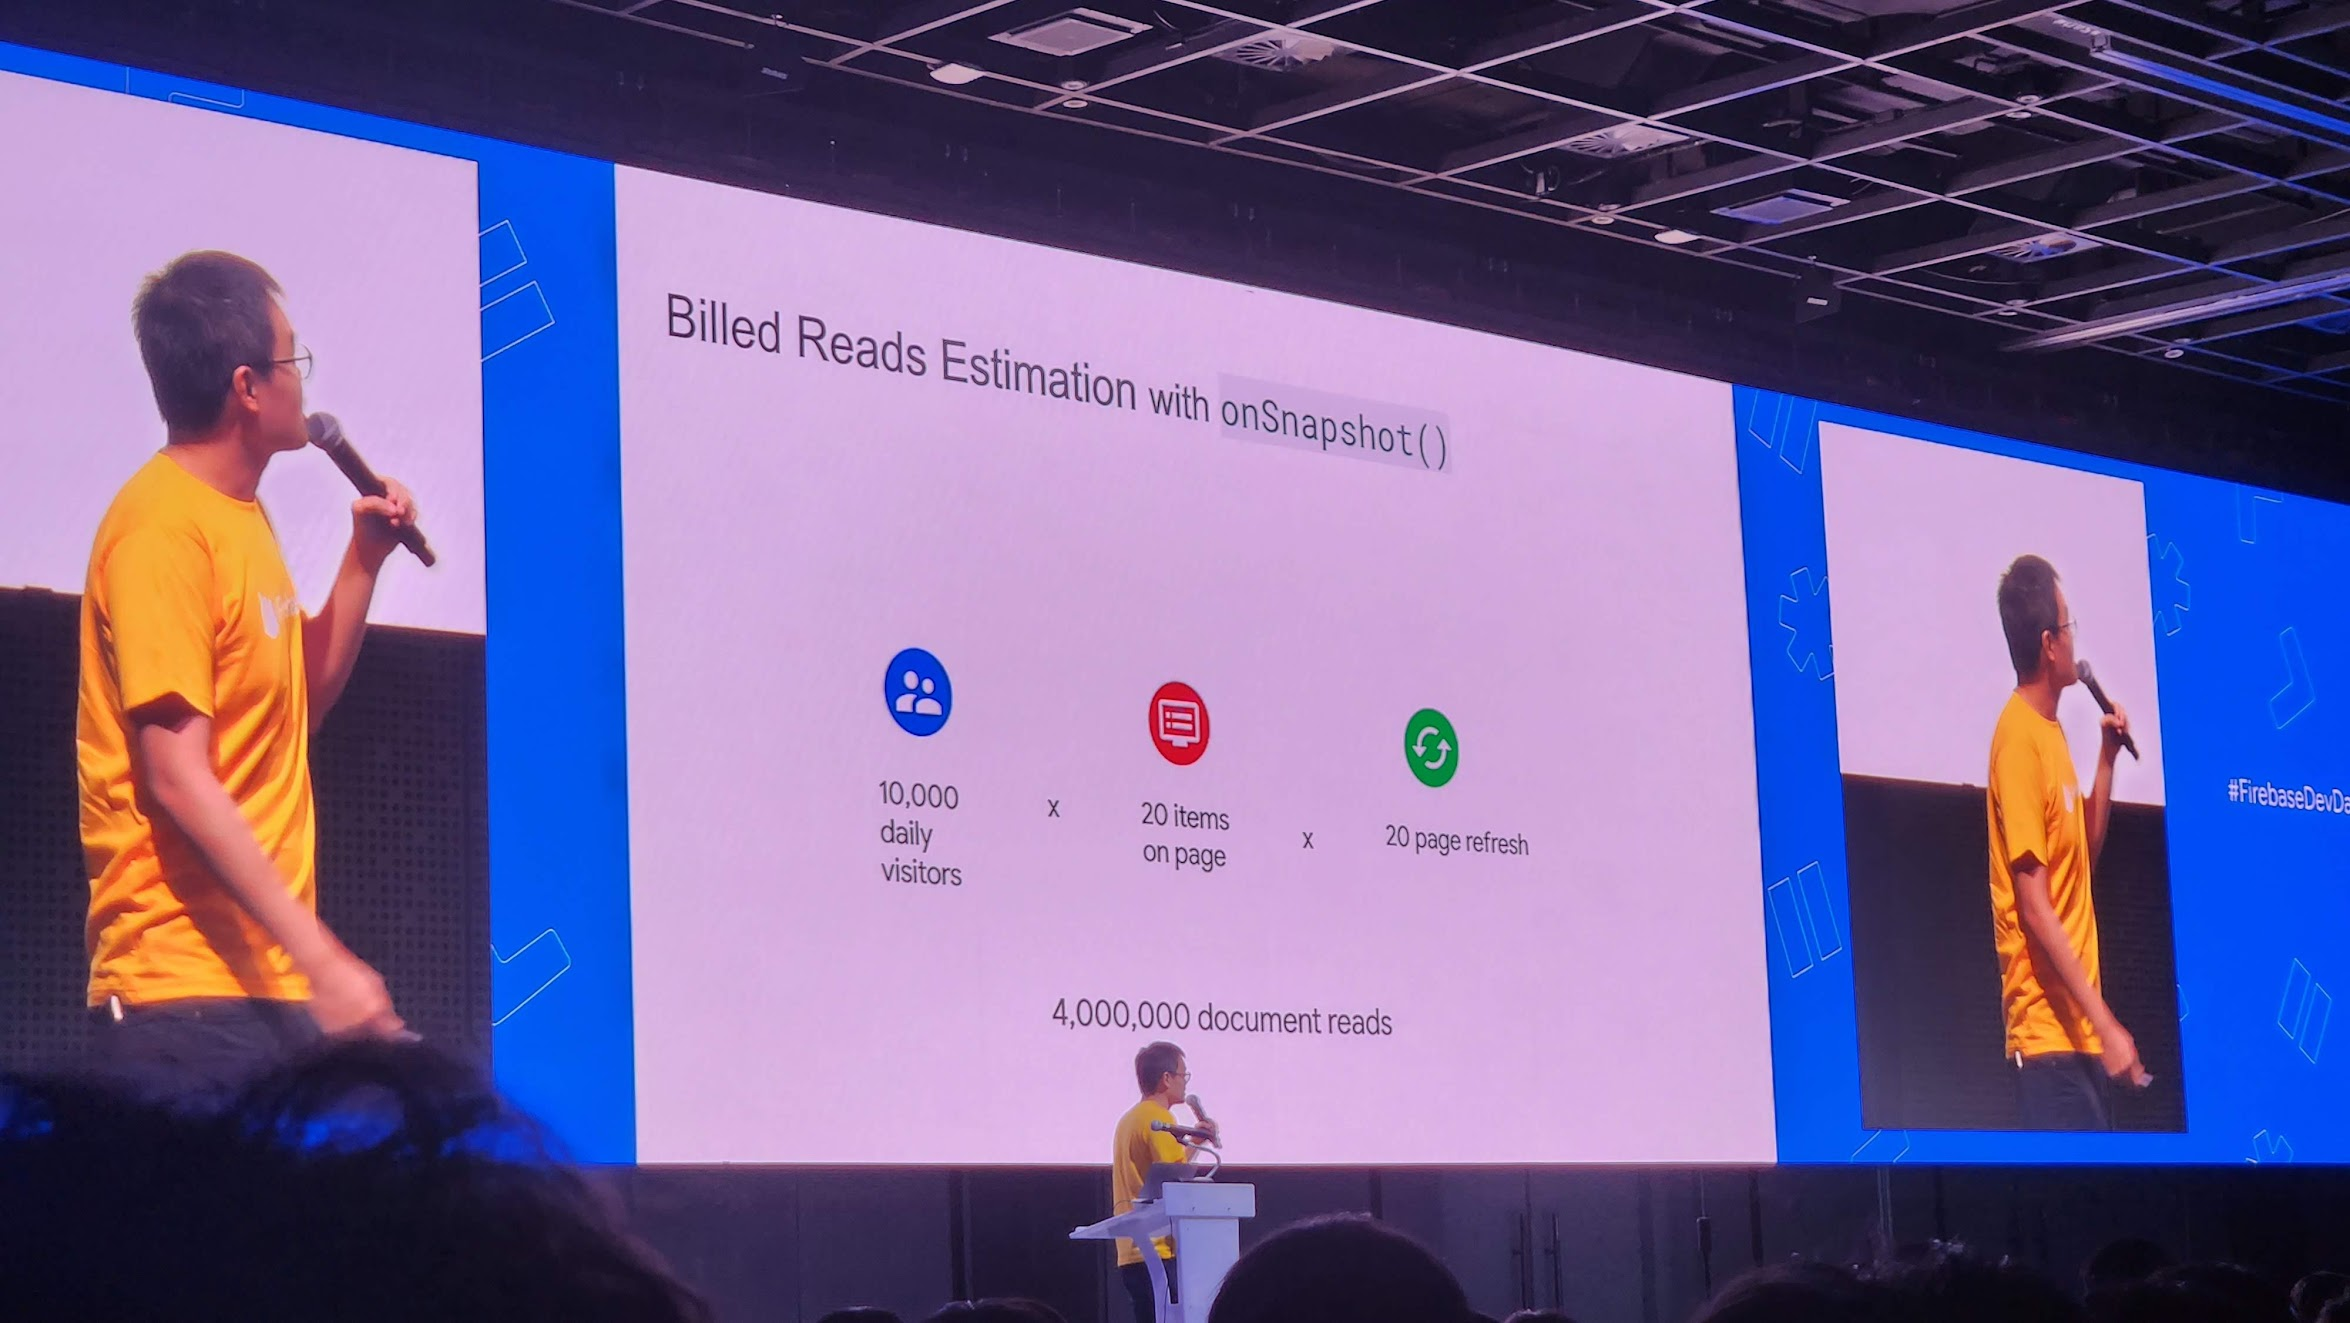 Billed Reads Estimation with onSnapshot()
10,000
daily
visitors
x
20 items
on page
x
20 page refresh
4,000,000 document reads
#FirebaseDevDa